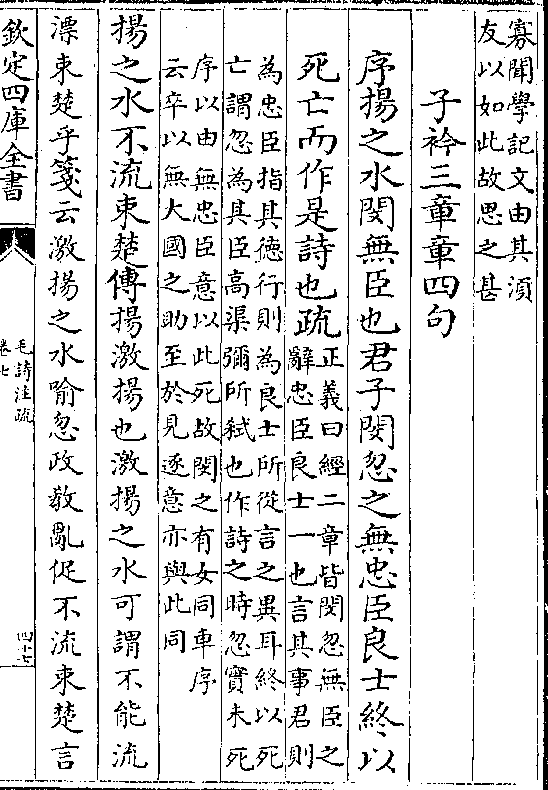 寡聞學記文由其湏
友以如此故思之甚
子衿三章章四句
序揚之水閔無臣也君子閔忽之無忠臣良士終以
死亡而作是詩也疏正義曰經二章皆閔忽無臣之
辭忠臣良士一也言其事君則
為忠臣指其德行則為良士所從言之異耳終以死
亡謂忽為其臣高渠彌所弒也作詩之時忽實未死
序以由無忠臣意以此死故閔之有女同車序
云卒以無大國之助至於見逐意亦與此同
揚之水不流束楚傳揚激揚也激揚之水可謂不能流
漂束楚乎箋云激揚之水喻忽政教亂促不流束楚言
欽定四庫全書
毛詩注疏
卷七
四十七